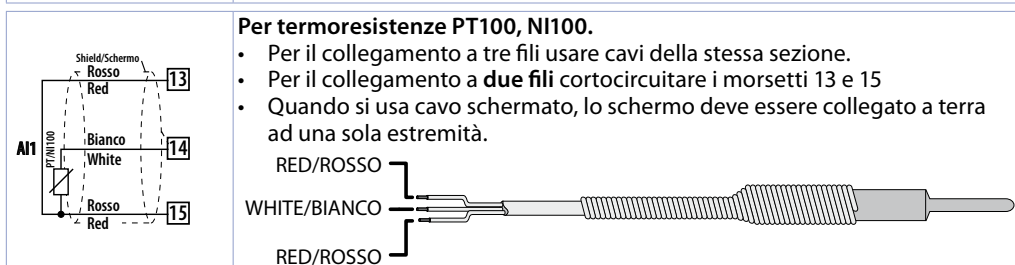 Shield/Schermo
Rosso
Red
13
AI1
PT/NI100
Bianco
White
14
Rosso
Red
15
Per termoresistenze PT100, NI100.
• Per il collegamento a tre fili usare cavi della stessa sezione.
• Per il collegamento a due fili cortocircuitare i morsetti 13 e 15
• Quando si usa cavo schermato, lo schermo deve essere collegato a terra
ad una sola estremità.
RED/ROSSO
WHITE/BIANCO
RED/ROSSO